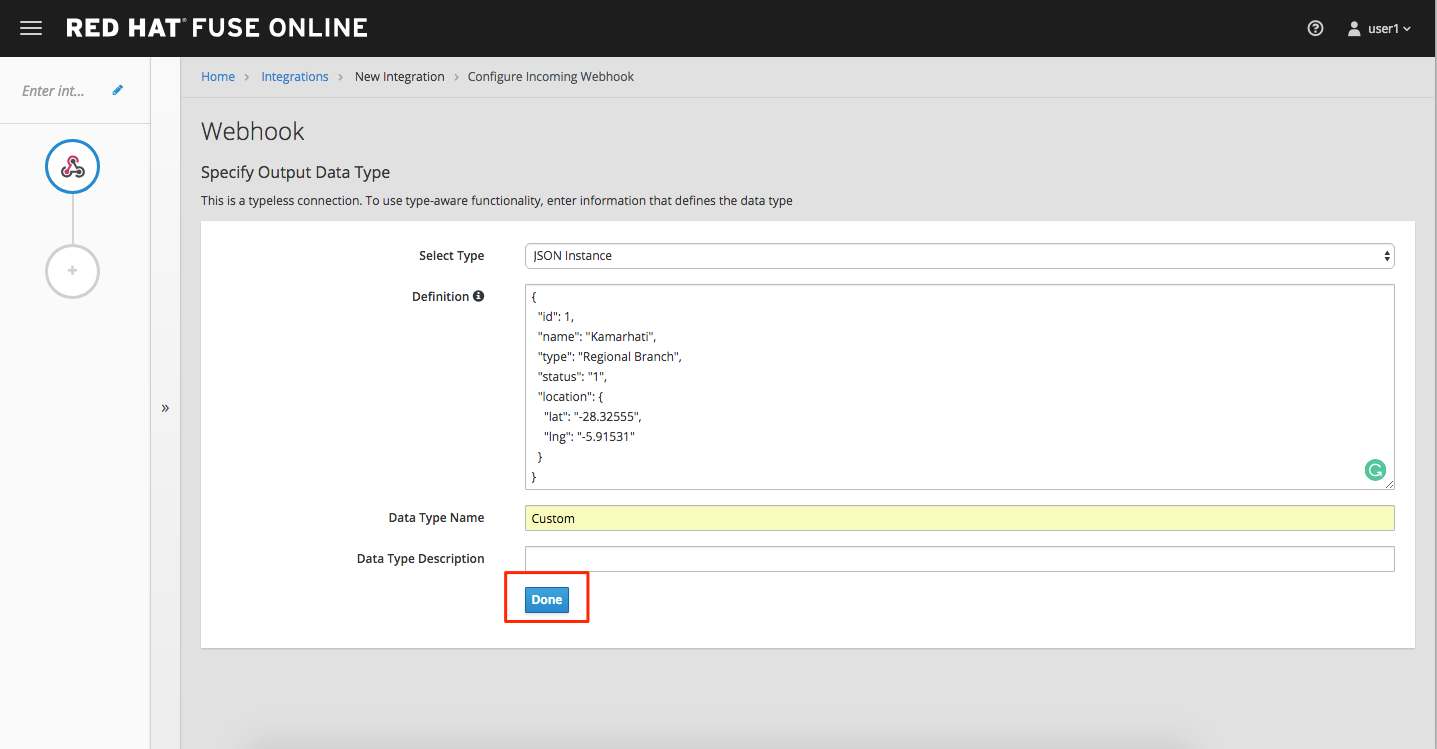 RED HAT® FUSE ONLINE
user1
Enter int...
Home > Integrations > New Integration > Configure Incoming Webhook
Webhook
Specify Output Data Type
This is a typeless connection. To use type-aware functionality, enter information that defines the data type
Select Type
JSON Instance
Definition
{
"id": 1,
"name": "Kamarhati",
"type": "Regional Branch",
"status": "1",
"location": {
"lat": "-28.32555",
"lng": "-5.91531"
}
}
Data Type Name
Custom
Data Type Description
Done
»